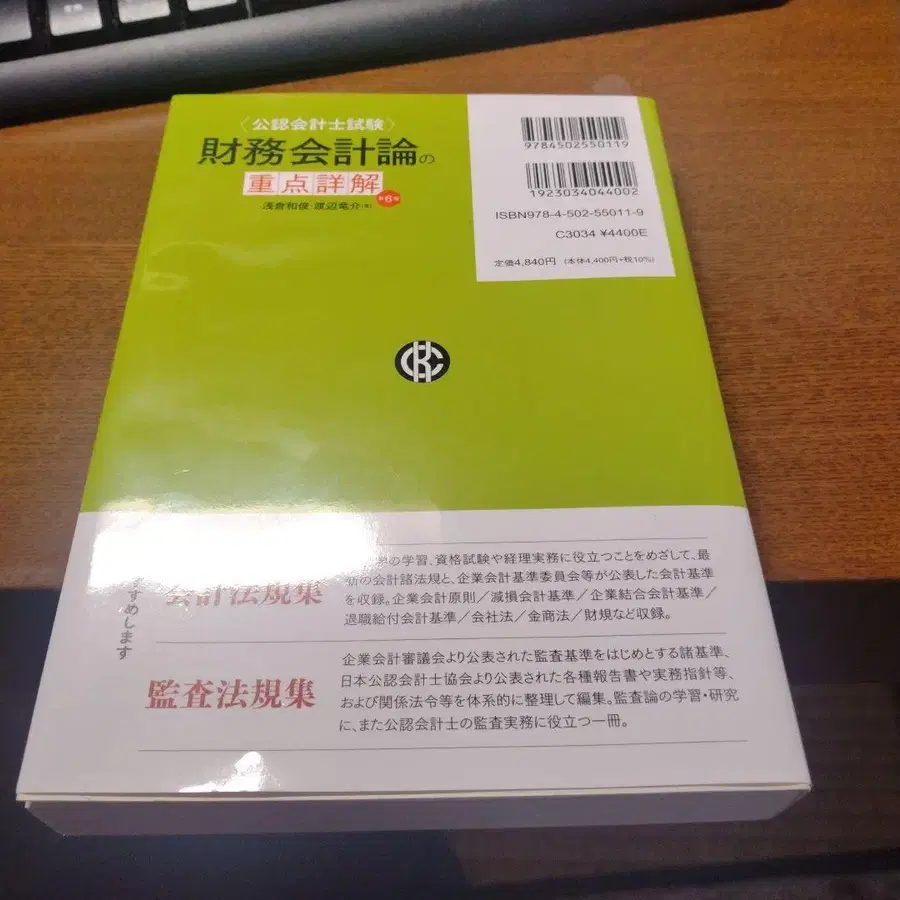 〈公認会計士試験〉
財務会計論の
重点詳解
第6版
浅倉和俊・渡辺竜介〔著〕
9784502550119
1923034044002
ISBN978-4-502-55011-9
C3034 ¥4400E
定価4,840円 (本体4,400円+税10%)
すすめします
会計法規集
の学習、資格試験や経理実務に役立つことをめざして、最
新の会計諸法規と、企業会計基準委員会等が公表した会計基準
を収録。企業会計原則/減損会計基準/企業結合会計基準/
退職給付会計基準/会社法/金商法/財規など収録。
監査法規集
企業会計審議会より公表された監査基準をはじめとする諸基準、
日本公認会計士協会より公表された各種報告書や実務指針等、
および関係法令等を体系的に整理して編集。監査論の学習・研究
に、また公認会計士の監査実務に役立つ一冊。